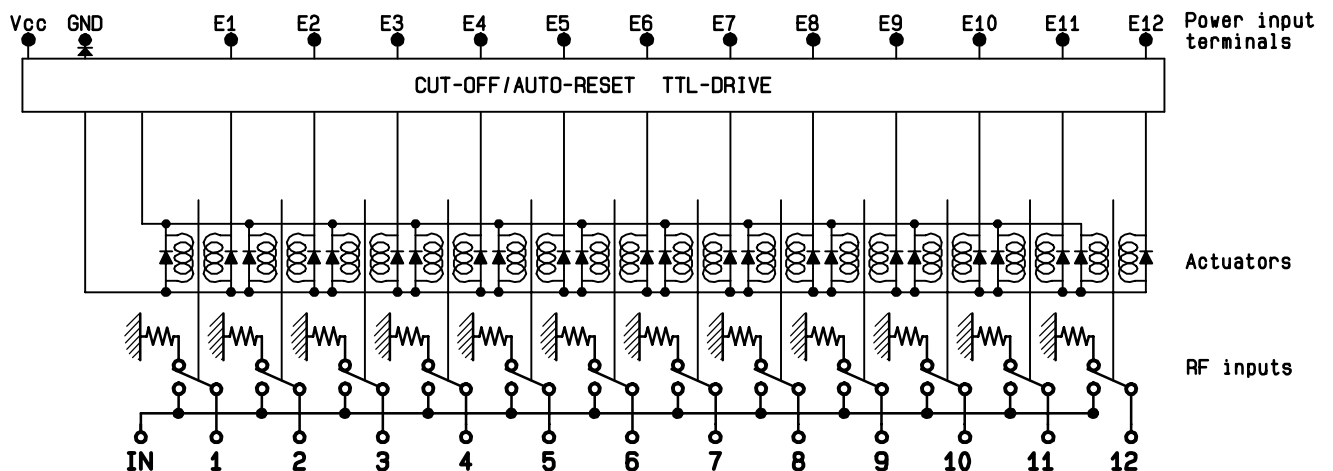 Vcc GND E1 E2 E3 E4 E5 E6 E7 E8 E9 E10 E11 E12 Power input
terminals
CUT-OFF/AUTO-RESET TTL-DRIVE
Actuators
RF inputs
IN 1 2 3 4 5 6 7 8 9 10 11 12